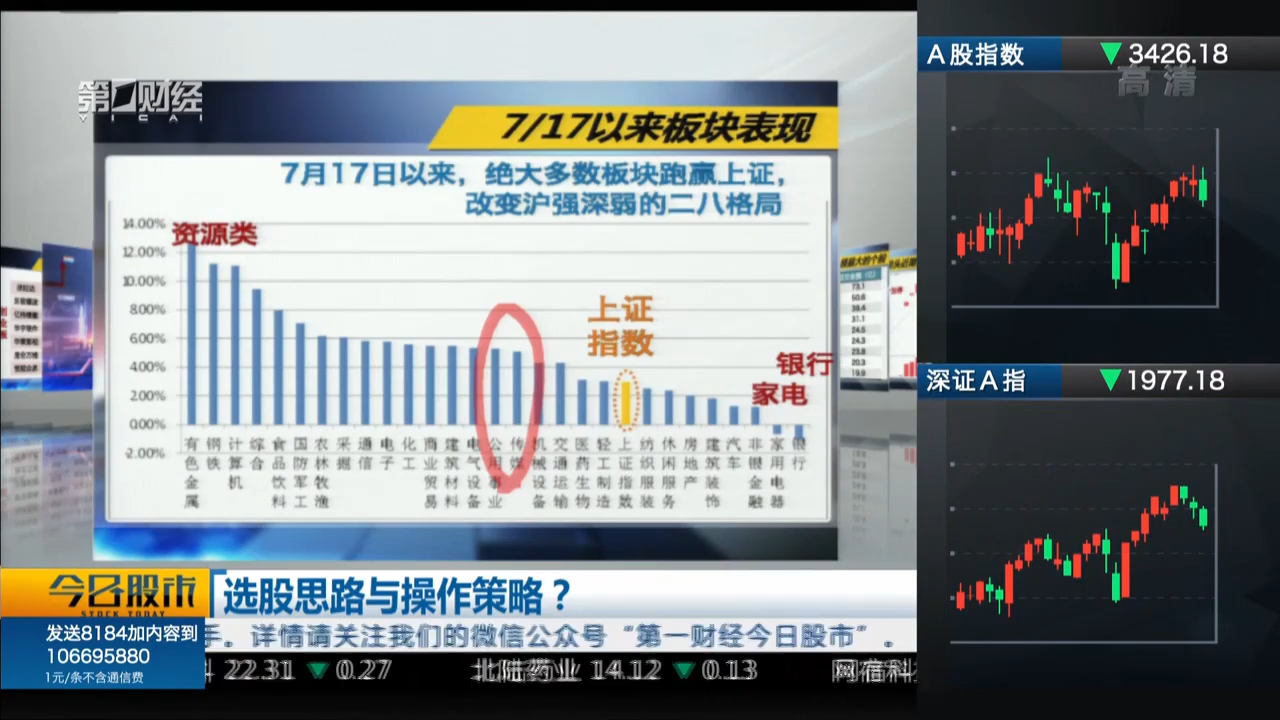 第一财经
YICAI
7/17以来板块表现
7月17日以来，绝大多数板块跑赢上证，
改变沪强深弱的二八格局
14.00%
12.00%
10.00%
8.00%
6.00%
4.00%
2.00%
0.00%
-2.00%
资源类
上证
指数
银行
家电
有色金属
钢铁
计算机
综合
食品饮料
国防军工
农林牧渔
采掘
通信
电子
化工
商业贸易
建筑材料
电气设备
公用事业
传媒
机械设备
交通运输
医药生物
轻工制造
上证指数
纺织服装
休闲服务
房地产
建筑装饰
汽车
非银金融
家用电器
银行
A股指数 ▼3426.18
高清
深证A指 ▼1977.18
今日股市
STOCK TODAY
选股思路与操作策略？
发送8184加内容到
106695880
1元/条不含通信费
手。详情请关注我们的微信公众号“第一财经今日股市”。
22.31 ▼ 0.27 北陆药业 14.12 ▼ 0.13 网宿科